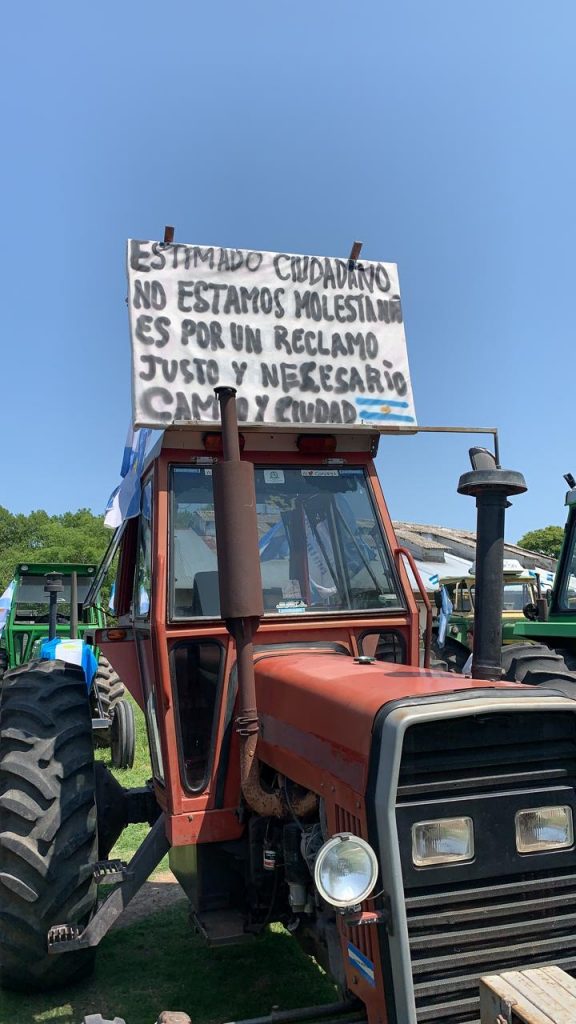 ESTIMADO CIUDADANO
NO ESTAMOS MOLESTANDO
ES POR UN RECLAMO
JUSTO Y NECESARIO
CAMPO Y CIUDAD